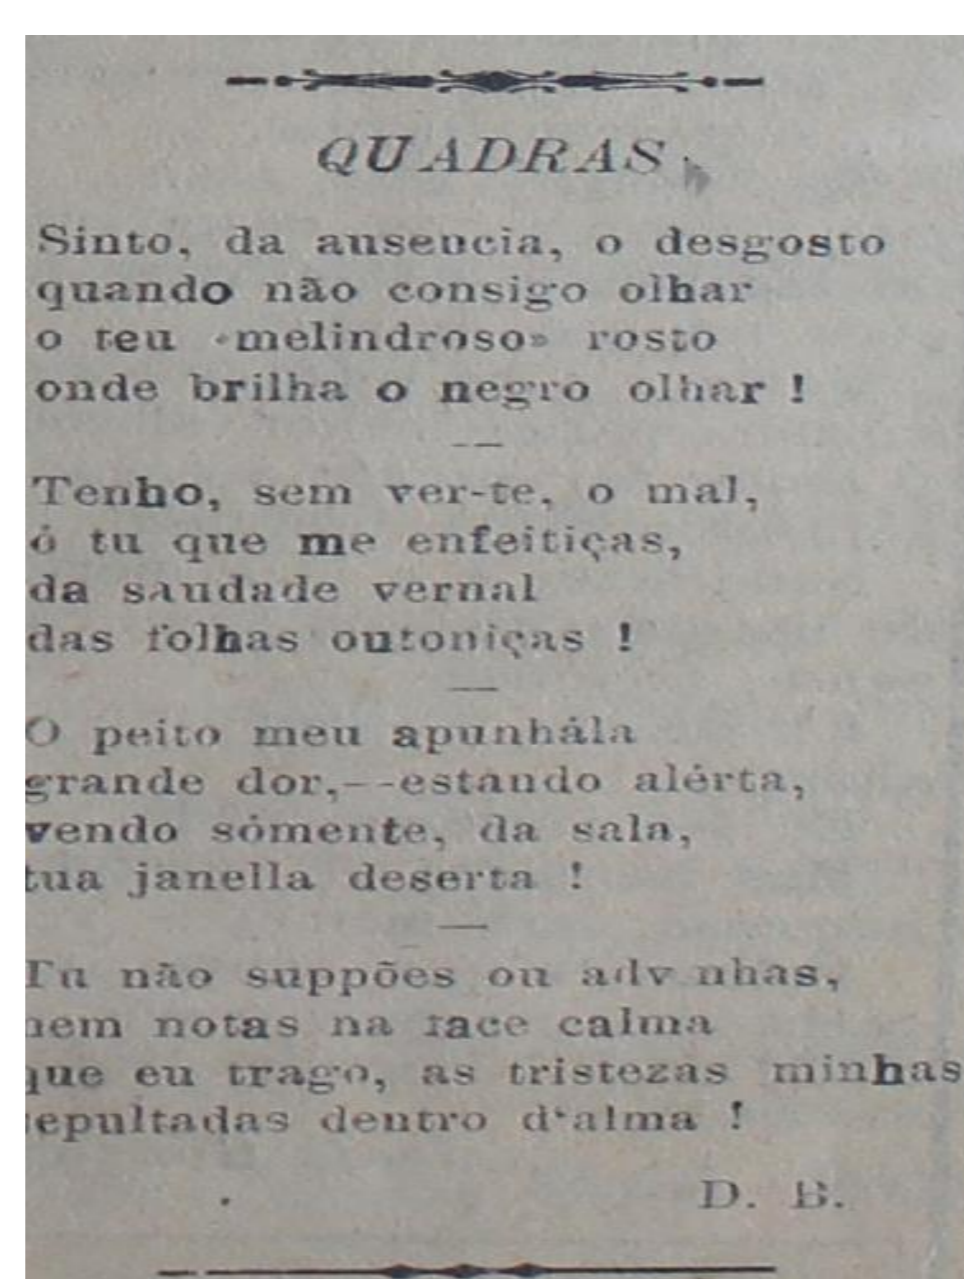 QUADRAS
Sinto, da ausencia, o desgosto
quando não consigo olhar
o teu «melindroso» rosto
onde brilha o negro olhar !
Tenho, sem ver-te, o mal,
ó tu que me enfeitiças,
da saudade vernal
das folhas outoniças !
O peito meu apunhála
grande dor,--estando alérta,
vendo sómente, da sala,
tua janella deserta !
Tu não suppões ou adv nhas,
nem notas na face calma
que eu trago, as tristezas minhas
sepultadas dentro d'alma !
D. B.